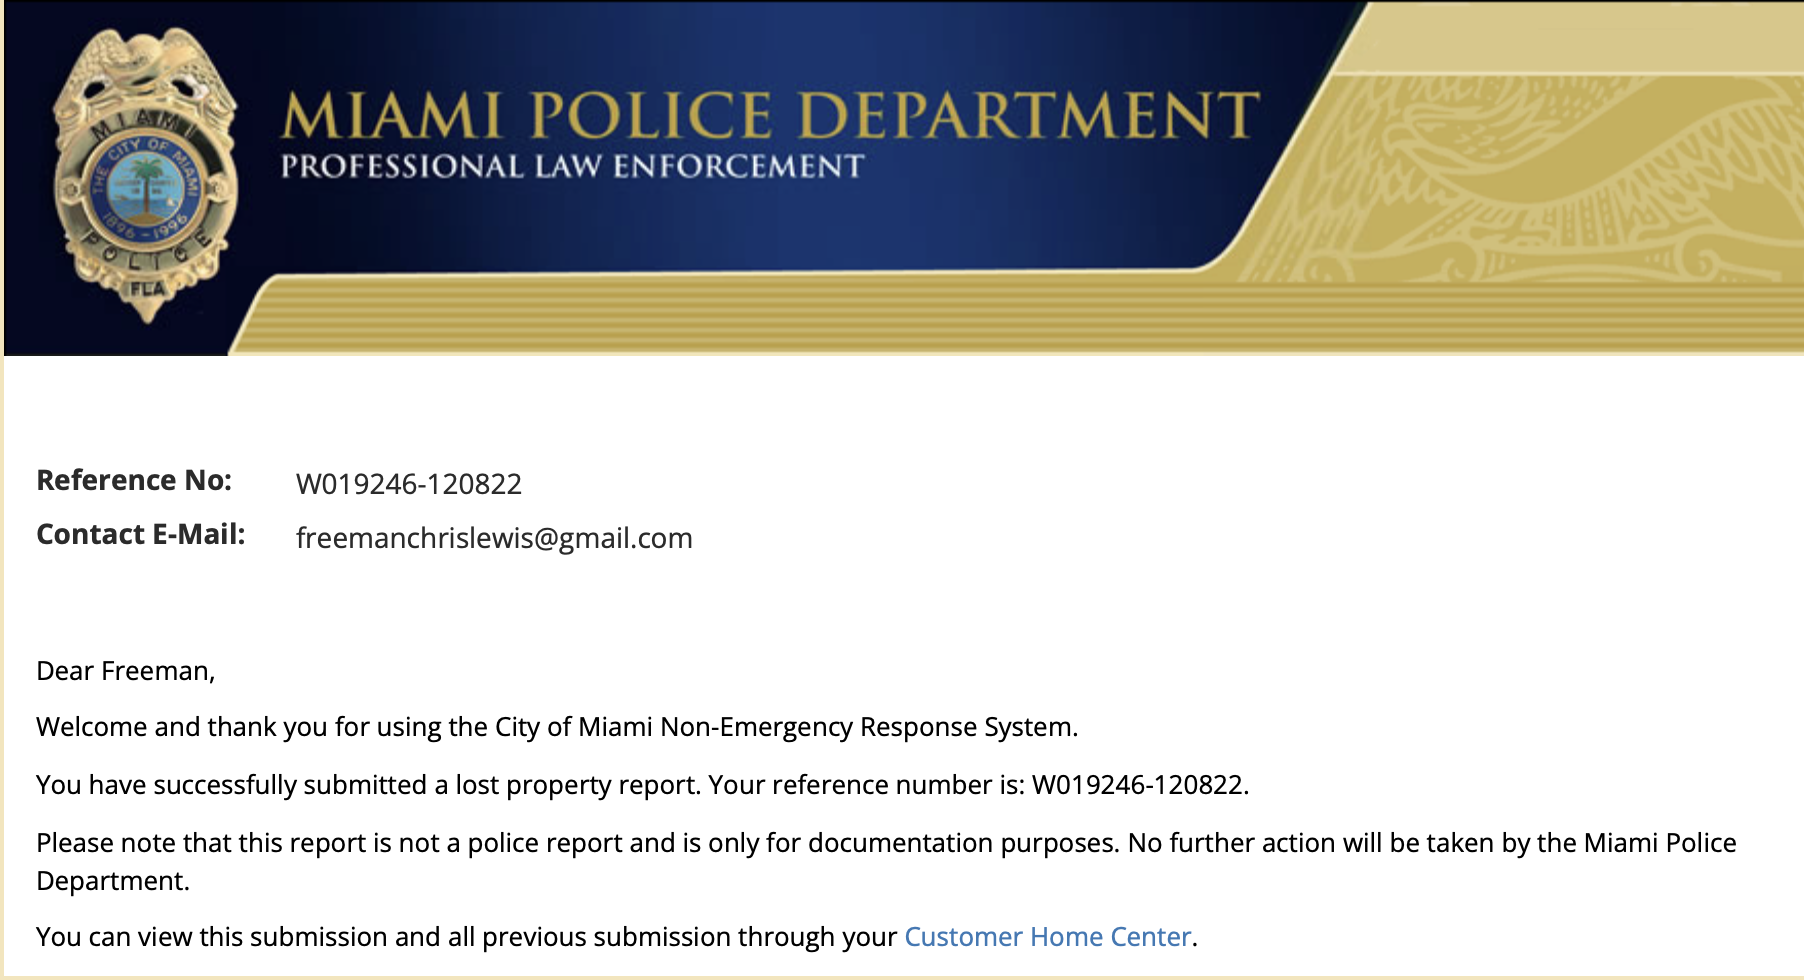 MIAMI POLICE DEPARTMENT
PROFESSIONAL LAW ENFORCEMENT
MIAMI
THE CITY OF MIAMI
1896 - 1996
POLICE
FLA
Reference No: W019246-120822
Contact E-Mail: freemanchrislewis@gmail.com
Dear Freeman,
Welcome and thank you for using the City of Miami Non-Emergency Response System.
You have successfully submitted a lost property report. Your reference number is: W019246-120822.
Please note that this report is not a police report and is only for documentation purposes. No further action will be taken by the Miami Police
Department.
You can view this submission and all previous submission through your Customer Home Center.